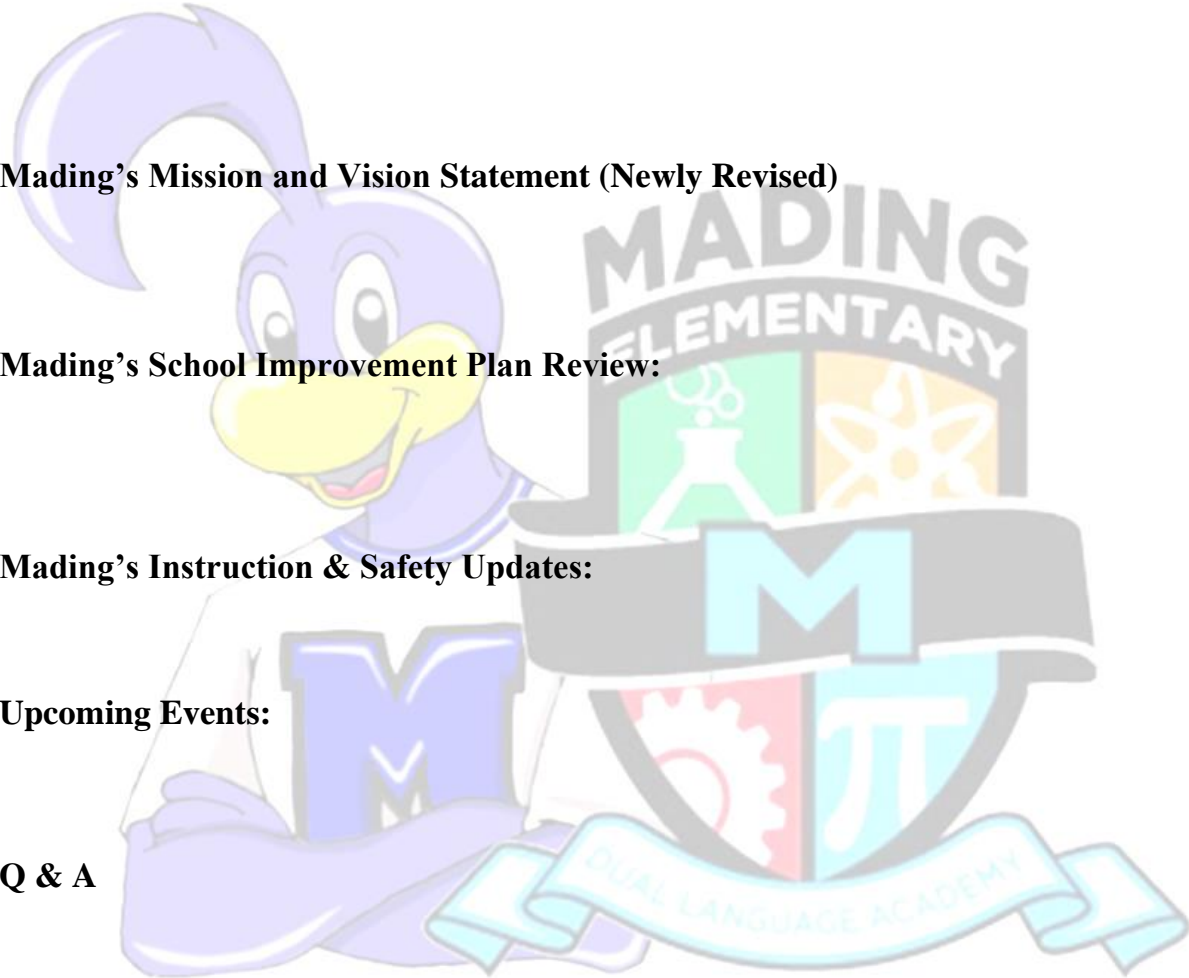 Mading’s Mission and Vision Statement (Newly Revised)
MADING
ELEMENTARY
Mading’s School Improvement Plan Review:
Mading’s Instruction & Safety Updates:
M
Upcoming Events:
M
π
Q & A
DUAL LANGUAGE ACADEMY